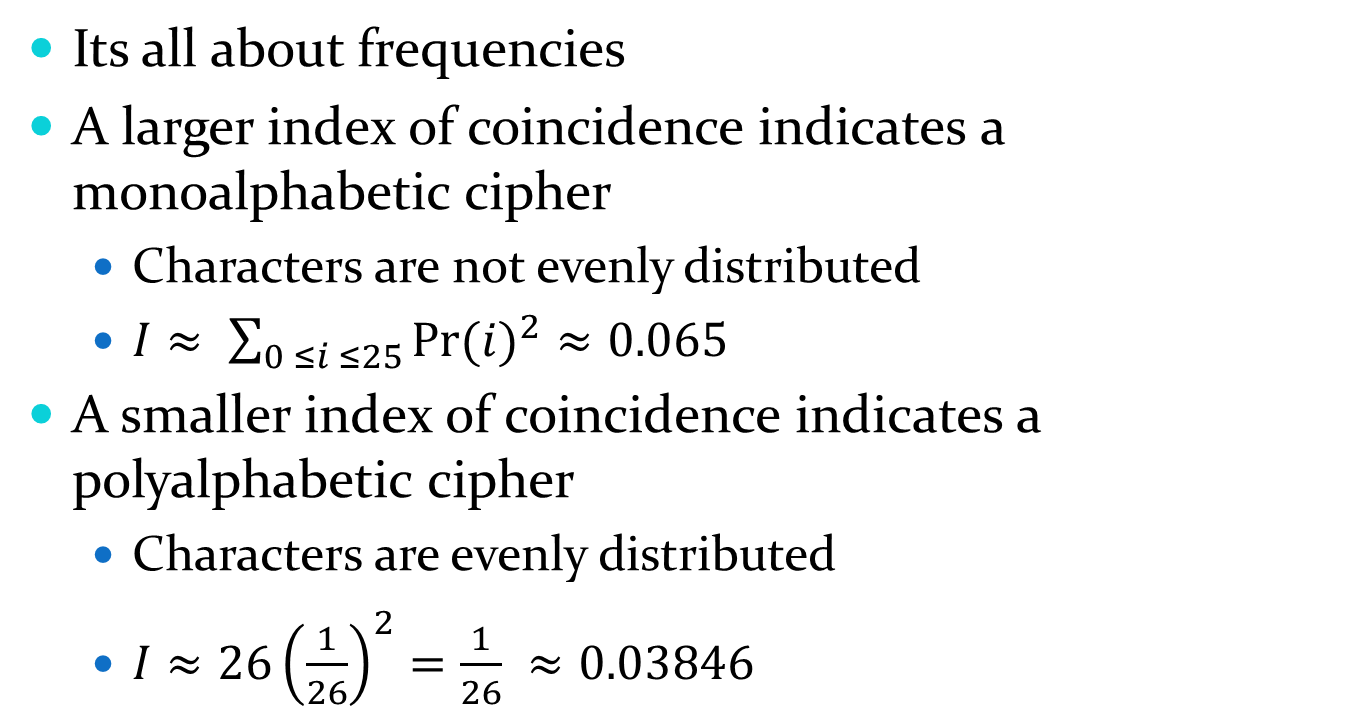 • Its all about frequencies
• A larger index of coincidence indicates a
monoalphabetic cipher
• Characters are not evenly distributed
• I ≈ ∑₀ ≤i ≤₂₅ Pr(i)² ≈ 0.065
• A smaller index of coincidence indicates a
polyalphabetic cipher
• Characters are evenly distributed
• I ≈ 26 (1/26)² = 1/26 ≈ 0.03846